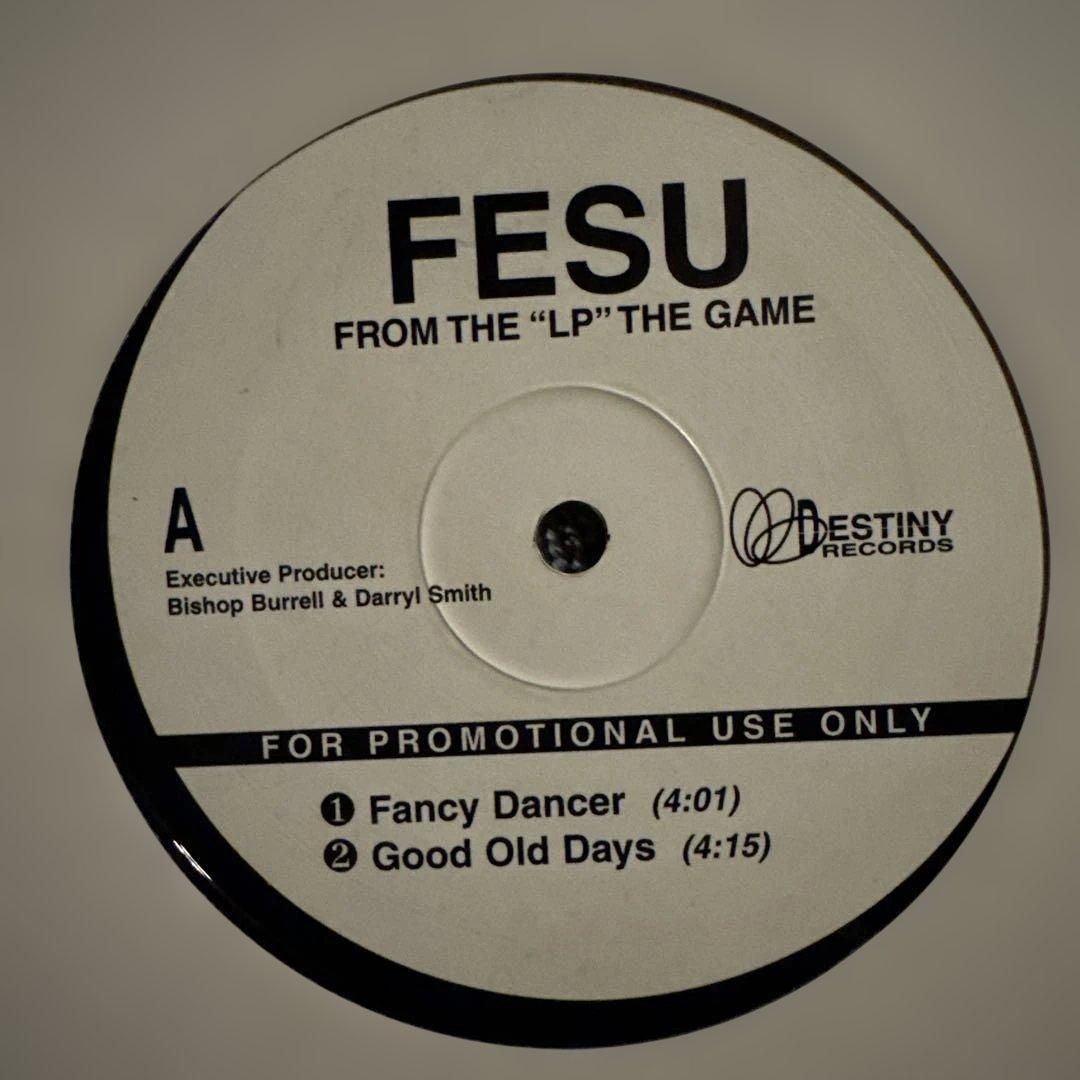 FESU
FROM THE “LP” THE GAME
A
DESTINY
RECORDS
Executive Producer:
Bishop Burrell & Darryl Smith
FOR PROMOTIONAL USE ONLY
❶ Fancy Dancer (4:01)
❷ Good Old Days (4:15)